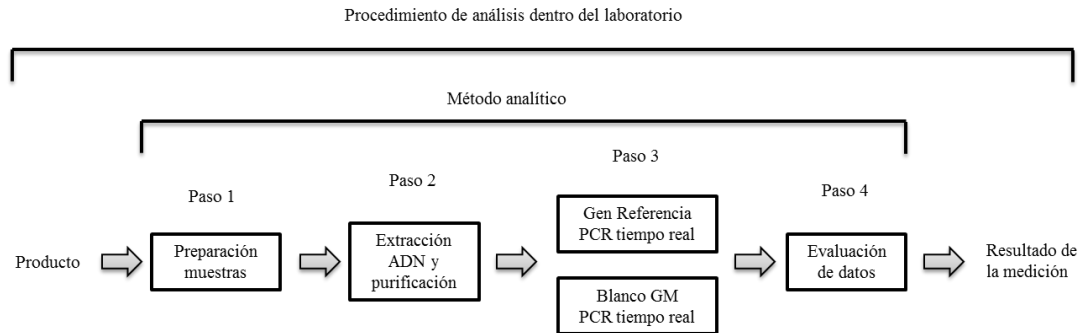 Procedimiento de análisis dentro del laboratorio
Método analítico
Paso 1
Paso 2
Paso 3
Paso 4
Producto
Preparación
muestras
Extracción
ADN y
purificación
Gen Referencia
PCR tiempo real
Blanco GM
PCR tiempo real
Evaluación
de datos
Resultado de
la medición